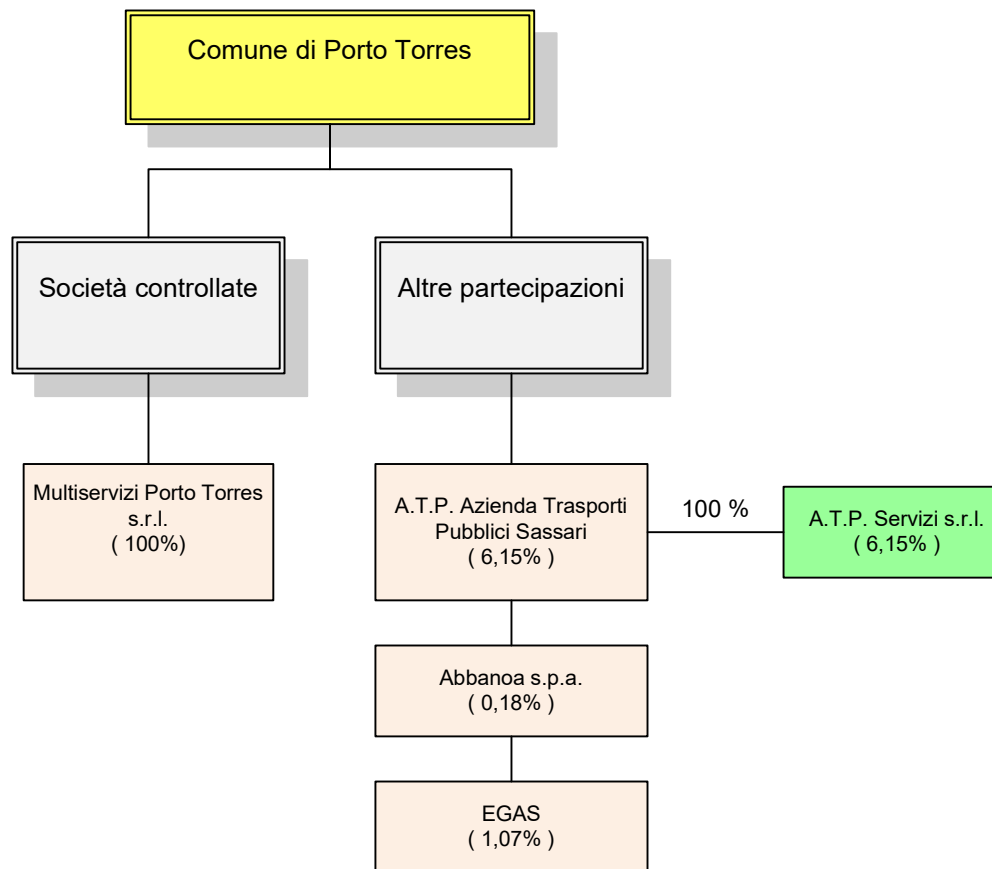 Comune di Porto Torres
Società controllate
Altre partecipazioni
Multiservizi Porto Torres
s.r.l.
( 100%)
A.T.P. Azienda Trasporti
Pubblici Sassari
( 6,15% )
100 %
A.T.P. Servizi s.r.l.
( 6,15% )
Abbanoa s.p.a.
( 0,18% )
EGAS
( 1,07% )